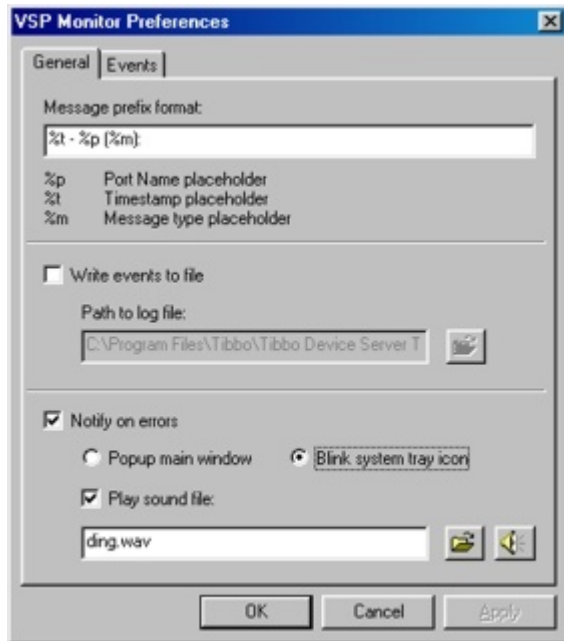 VSP Monitor Preferences
General Events
Message prefix format:
%t - %p (%m):
%p Port Name placeholder
%t Timestamp placeholder
%m Message type placeholder
Write events to file
Path to log file:
C:\Program Files\Tibbo\Tibbo Device Server T
Notify on errors
Popup main window Blink system tray icon
Play sound file:
ding.wav
OK Cancel Apply